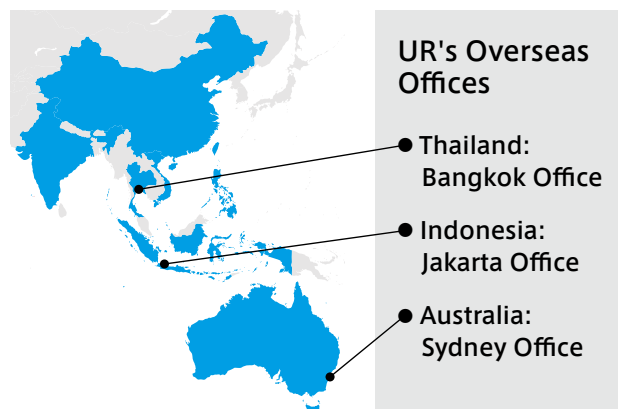 UR's Overseas
Offices
Thailand:
Bangkok Office
Indonesia:
Jakarta Office
Australia:
Sydney Office